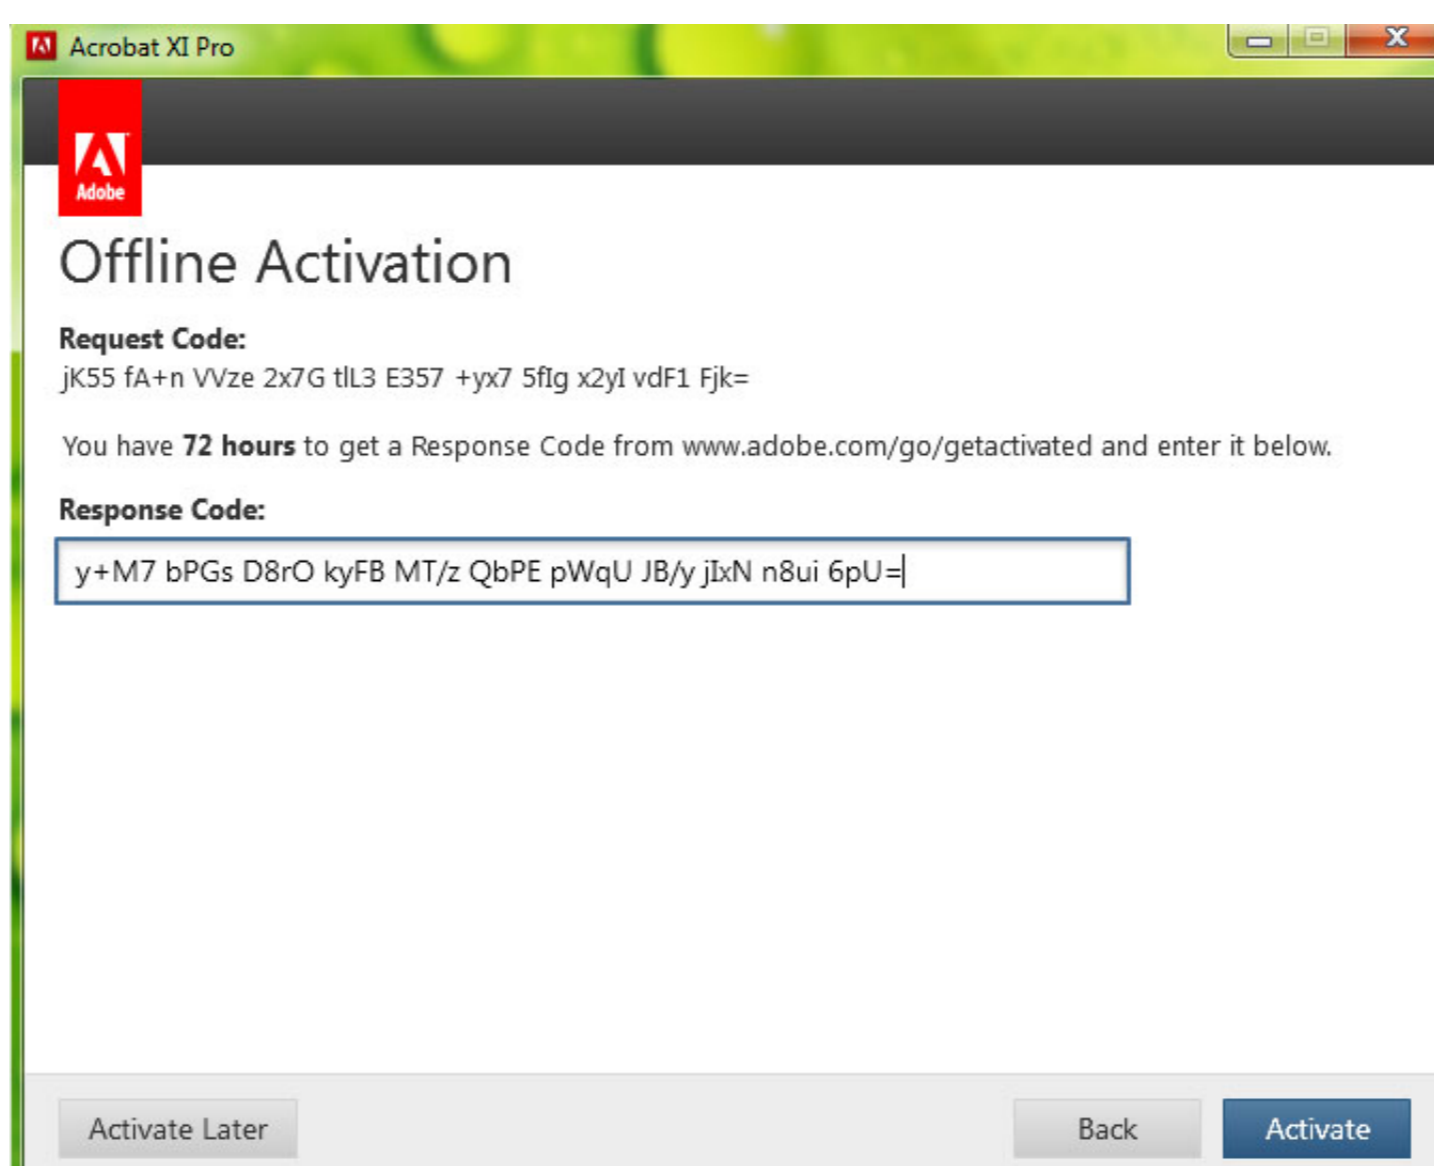 Acrobat XI Pro
Adobe
Offline Activation
Request Code:
jK55 fA+n VVze 2x7G tlL3 E357 +yx7 5fIg x2yI vdF1 Fjk=
You have 72 hours to get a Response Code from www.adobe.com/go/getactivated and enter it below.
Response Code:
y+M7 bPGs D8rO kyFB MT/z QbPE pWqU JB/y jIxN n8ui 6pU=
Activate Later
Back
Activate